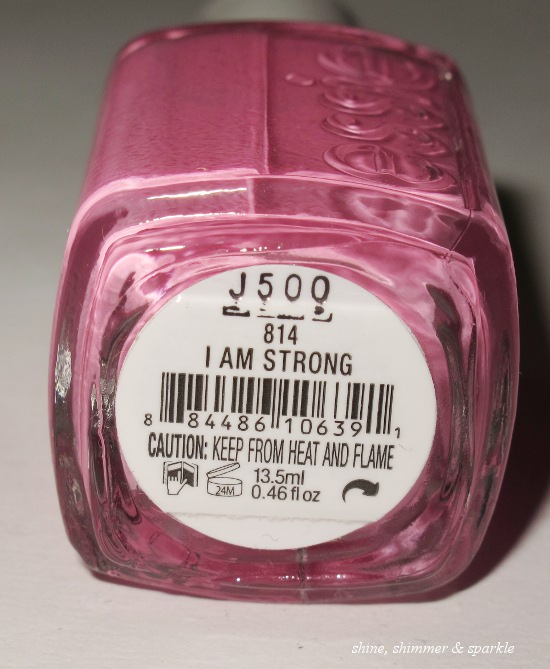 essie
J500
814
I AM STRONG
8 84486 10639 1
CAUTION: KEEP FROM HEAT AND FLAME
24M
13.5ml
0.46 fl oz
shine, shimmer & sparkle